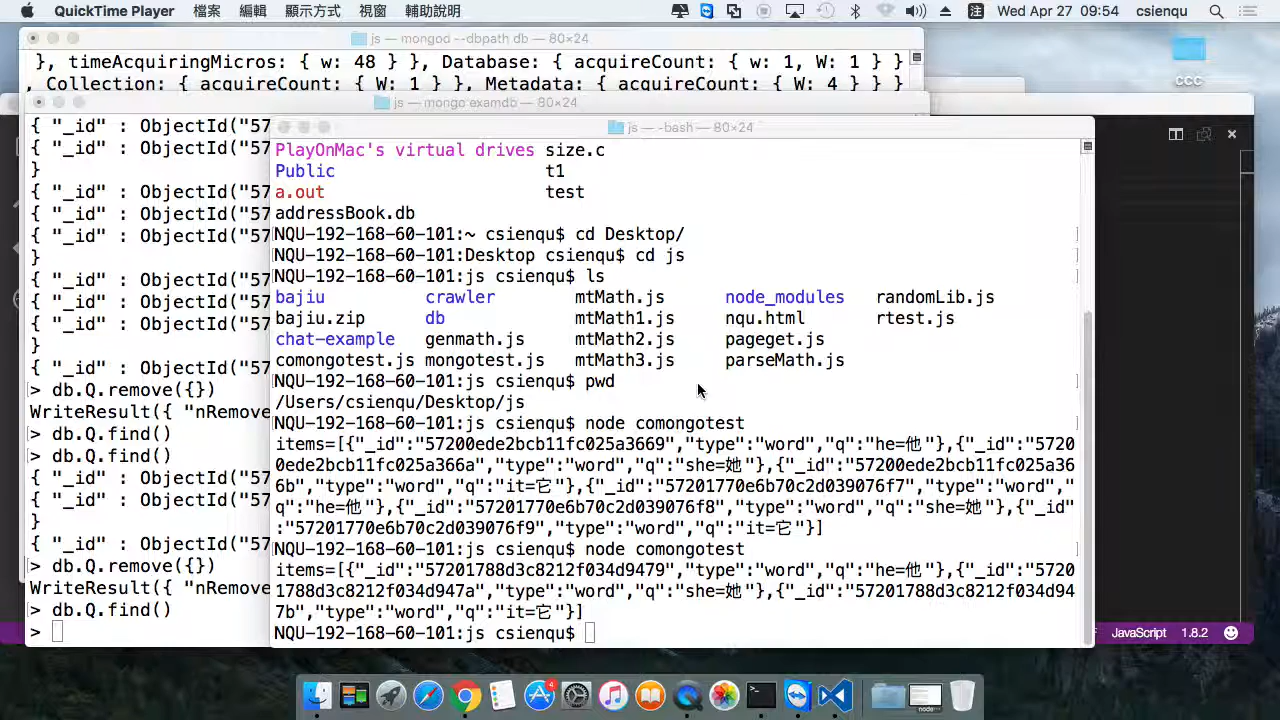 QuickTime Player 檔案 編輯 顯示方式 視窗 輔助說明 注 Wed Apr 27 09:54 csienqu
js — mongod --dbpath db — 80×24
}, timeAcquiringMicros: { w: 48 } }, Database: { acquireCount: { w: 1, W: 1 } }
, Collection: { acquireCount: { W: 1 } }, Metadata: { acquireCount: { W: 4 } } }
ccc
js — mongo examdb — 80×24
{ "_id" : ObjectId("57
{ "_id" : ObjectId("57
}
{ "_id" : ObjectId("57
{ "_id" : ObjectId("57
{ "_id" : ObjectId("57
}
{ "_id" : ObjectId("57
{ "_id" : ObjectId("57
{ "_id" : ObjectId("57
}
{ "_id" : ObjectId("57
> db.Q.remove({})
WriteResult({ "nRemove
> db.Q.find()
> db.Q.find()
{ "_id" : ObjectId("57
{ "_id" : ObjectId("57
}
{ "_id" : ObjectId("57
> db.Q.remove({})
WriteResult({ "nRemove
> db.Q.find()
>
js — -bash — 80×24
PlayOnMac's virtual drives size.c
Public t1
a.out test
addressBook.db
NQU-192-168-60-101:~ csienqu$ cd Desktop/
NQU-192-168-60-101:Desktop csienqu$ cd js
NQU-192-168-60-101:js csienqu$ ls
bajiu crawler mtMath.js node_modules randomLib.js
bajiu.zip db mtMath1.js nqu.html rtest.js
chat-example genmath.js mtMath2.js pageget.js
comongotest.js mongotest.js mtMath3.js parseMath.js
NQU-192-168-60-101:js csienqu$ pwd
/Users/csienqu/Desktop/js
NQU-192-168-60-101:js csienqu$ node comongotest
items=[{"_id":"57200ede2bcb11fc025a3669","type":"word","q":"he=他"},{"_id":"5720
0ede2bcb11fc025a366a","type":"word","q":"she=她"},{"_id":"57200ede2bcb11fc025a36
6b","type":"word","q":"it=它"},{"_id":"57201770e6b70c2d039076f7","type":"word","
q":"he=他"},{"_id":"57201770e6b70c2d039076f8","type":"word","q":"she=她"},{"_id"
:"57201770e6b70c2d039076f9","type":"word","q":"it=它"}]
NQU-192-168-60-101:js csienqu$ node comongotest
items=[{"_id":"57201788d3c8212f034d9479","type":"word","q":"he=他"},{"_id":"5720
1788d3c8212f034d947a","type":"word","q":"she=她"},{"_id":"57201788d3c8212f034d94
7b","type":"word","q":"it=它"}]
NQU-192-168-60-101:js csienqu$
JavaScript 1.8.2
4